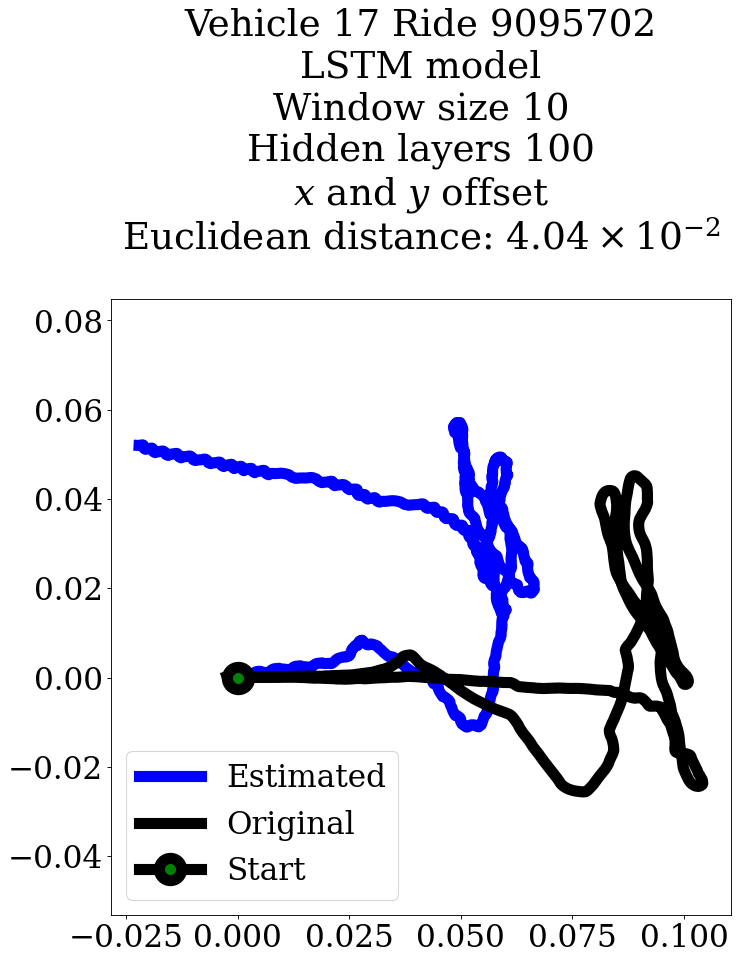 Vehicle 17 Ride 9095702
LSTM model
Window size 10
Hidden layers 100
x and y offset
Euclidean distance: 4.04 × 10⁻²
0.08
0.06
0.04
0.02
0.00
−0.02
−0.04
Estimated
Original
Start
−0.025 0.000 0.025 0.050 0.075 0.100